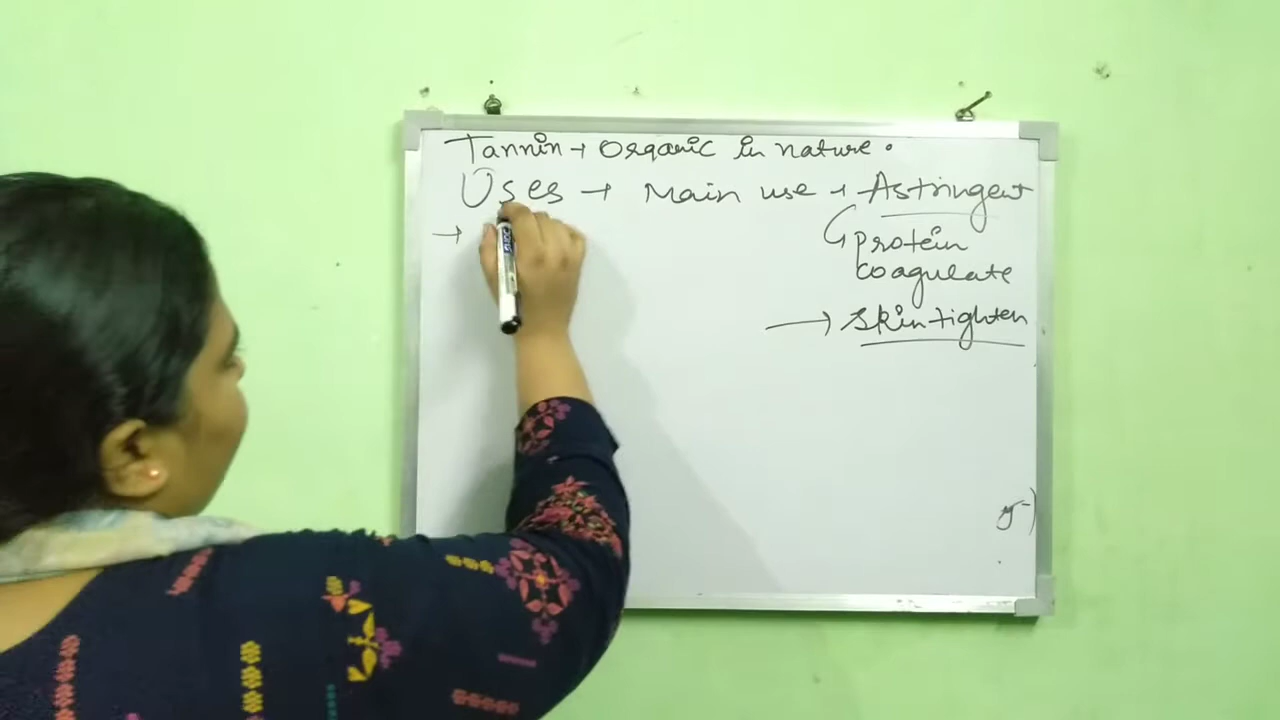 Tannin → Organic in nature.
Uses → Main use → Astringent
→
↳ protein
coagulate
→ skin tighten